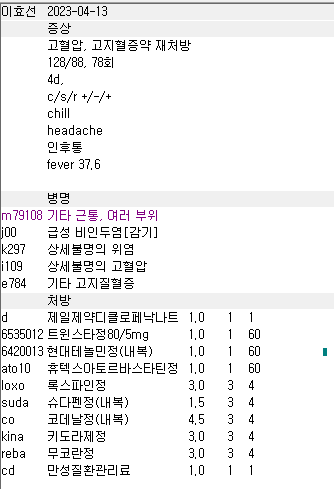 이효선 2023-04-13
증상
고혈압, 고지혈증약 재처방
128/88, 78회
4d,
c/s/r +/-/+
chill
headache
인후통
fever 37.6
병명
m79108 기타 근통, 여러 부위
j00 급성 비인두염[감기]
k297 상세불명의 위염
i109 상세불명의 고혈압
e784 기타 고지질혈증
처방
d 제일제약디클로페낙나트 1.0 1 1
6535012 트윈스타정80/5mg 1.0 1 60
6420013 현대테놀민정(내복) 1.0 1 60
ato10 휴텍스아토르바스타틴정 1.0 1 60
loxo 록스파인정 3.0 3 4
suda 슈다펜정(내복) 1.5 3 4
co 코데날정(내복) 4.5 3 4
kina 키도라제정 3.0 3 4
reba 무코란정 3.0 3 4
cd 만성질환관리료 1.0 1 1